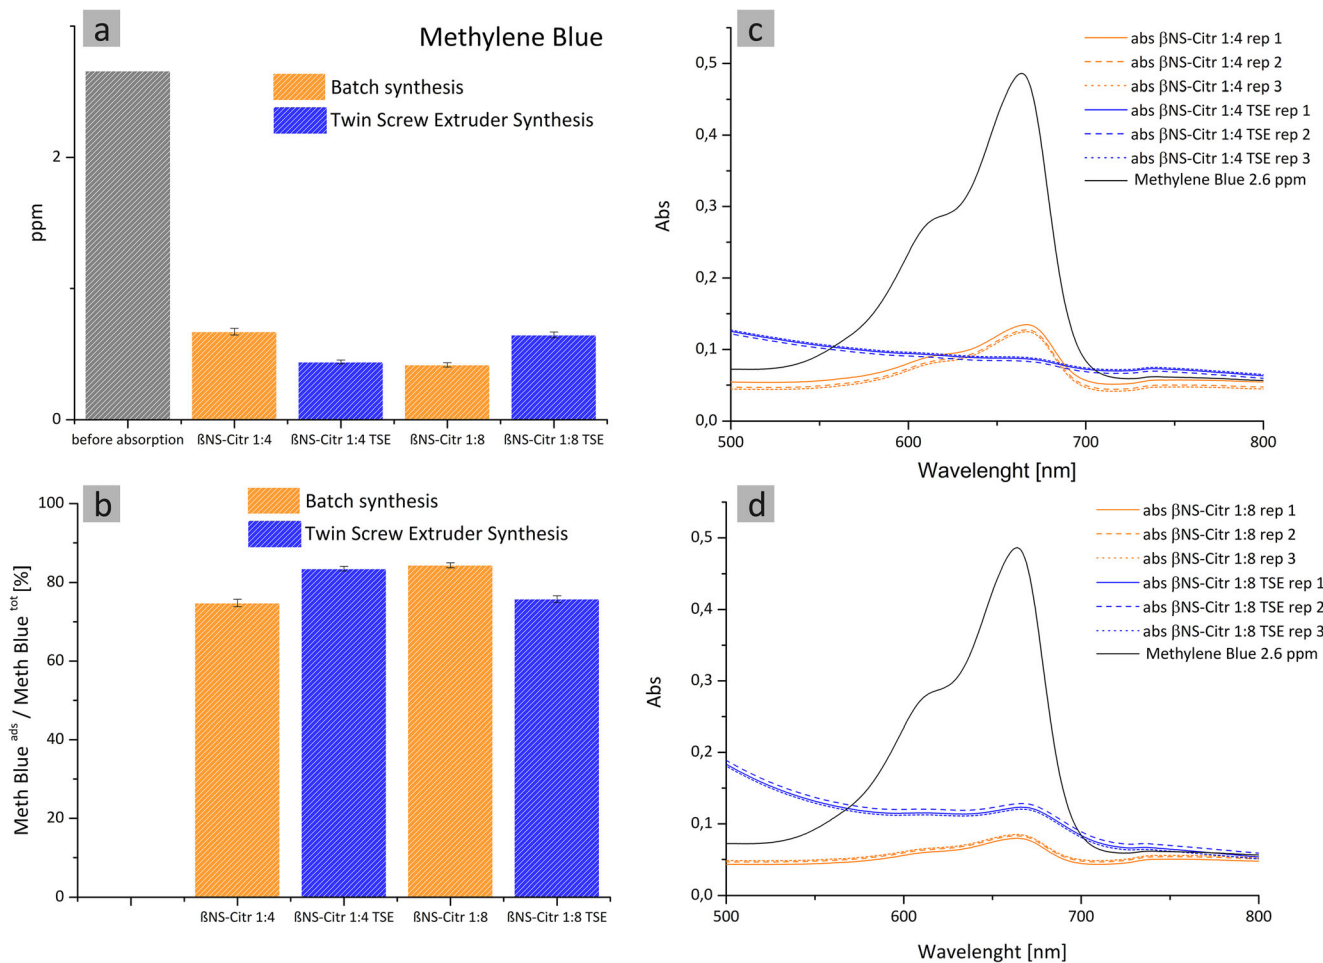 a
Methylene Blue
Batch synthesis
Twin Screw Extruder Synthesis
ppm
2
0
before absorption
ßNS-Citr 1:4
ßNS-Citr 1:4 TSE
ßNS-Citr 1:8
ßNS-Citr 1:8 TSE
b
Batch synthesis
Twin Screw Extruder Synthesis
Meth Blue ads / Meth Blue tot [%]
100
80
60
40
20
0
ßNS-Citr 1:4
ßNS-Citr 1:4 TSE
ßNS-Citr 1:8
ßNS-Citr 1:8 TSE
c
abs βNS-Citr 1:4 rep 1
abs βNS-Citr 1:4 rep 2
abs βNS-Citr 1:4 rep 3
abs βNS-Citr 1:4 TSE rep 1
abs βNS-Citr 1:4 TSE rep 2
abs βNS-Citr 1:4 TSE rep 3
Methylene Blue 2.6 ppm
Abs
0,5
0,4
0,3
0,2
0,1
0,0
500
600
700
800
Wavelenght [nm]
d
abs βNS-Citr 1:8 rep 1
abs βNS-Citr 1:8 rep 2
abs βNS-Citr 1:8 rep 3
abs βNS-Citr 1:8 TSE rep 1
abs βNS-Citr 1:8 TSE rep 2
abs βNS-Citr 1:8 TSE rep 3
Methylene Blue 2.6 ppm
Abs
0,5
0,4
0,3
0,2
0,1
0,0
500
600
700
800
Wavelenght [nm]